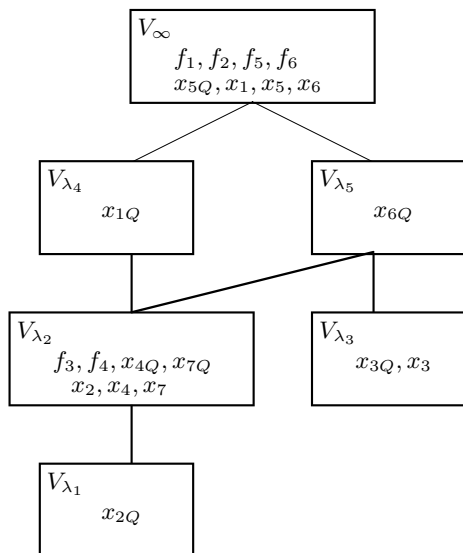 V∞
f₁, f₂, f₅, f₆
x₅Q, x₁, x₅, x₆
Vλ₄
x₁Q
Vλ₅
x₆Q
Vλ₂
f₃, f₄, x₄Q, x₇Q
x₂, x₄, x₇
Vλ₃
x₃Q, x₃
Vλ₁
x₂Q